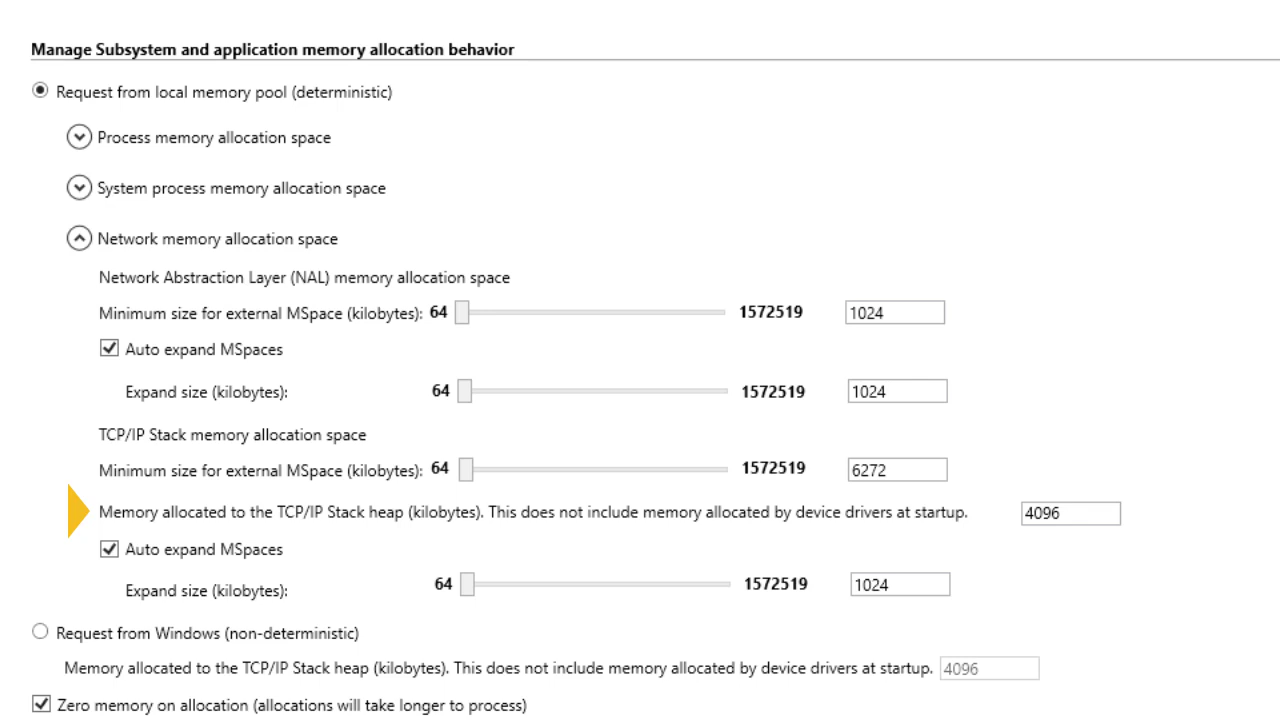 Manage Subsystem and application memory allocation behavior
Request from local memory pool (deterministic)
Process memory allocation space
System process memory allocation space
Network memory allocation space
Network Abstraction Layer (NAL) memory allocation space
Minimum size for external MSpace (kilobytes): 64 1572519 1024
Auto expand MSpaces
Expand size (kilobytes): 64 1572519 1024
TCP/IP Stack memory allocation space
Minimum size for external MSpace (kilobytes): 64 1572519 6272
Memory allocated to the TCP/IP Stack heap (kilobytes). This does not include memory allocated by device drivers at startup. 4096
Auto expand MSpaces
Expand size (kilobytes): 64 1572519 1024
Request from Windows (non-deterministic)
Memory allocated to the TCP/IP Stack heap (kilobytes). This does not include memory allocated by device drivers at startup. 4096
Zero memory on allocation (allocations will take longer to process)